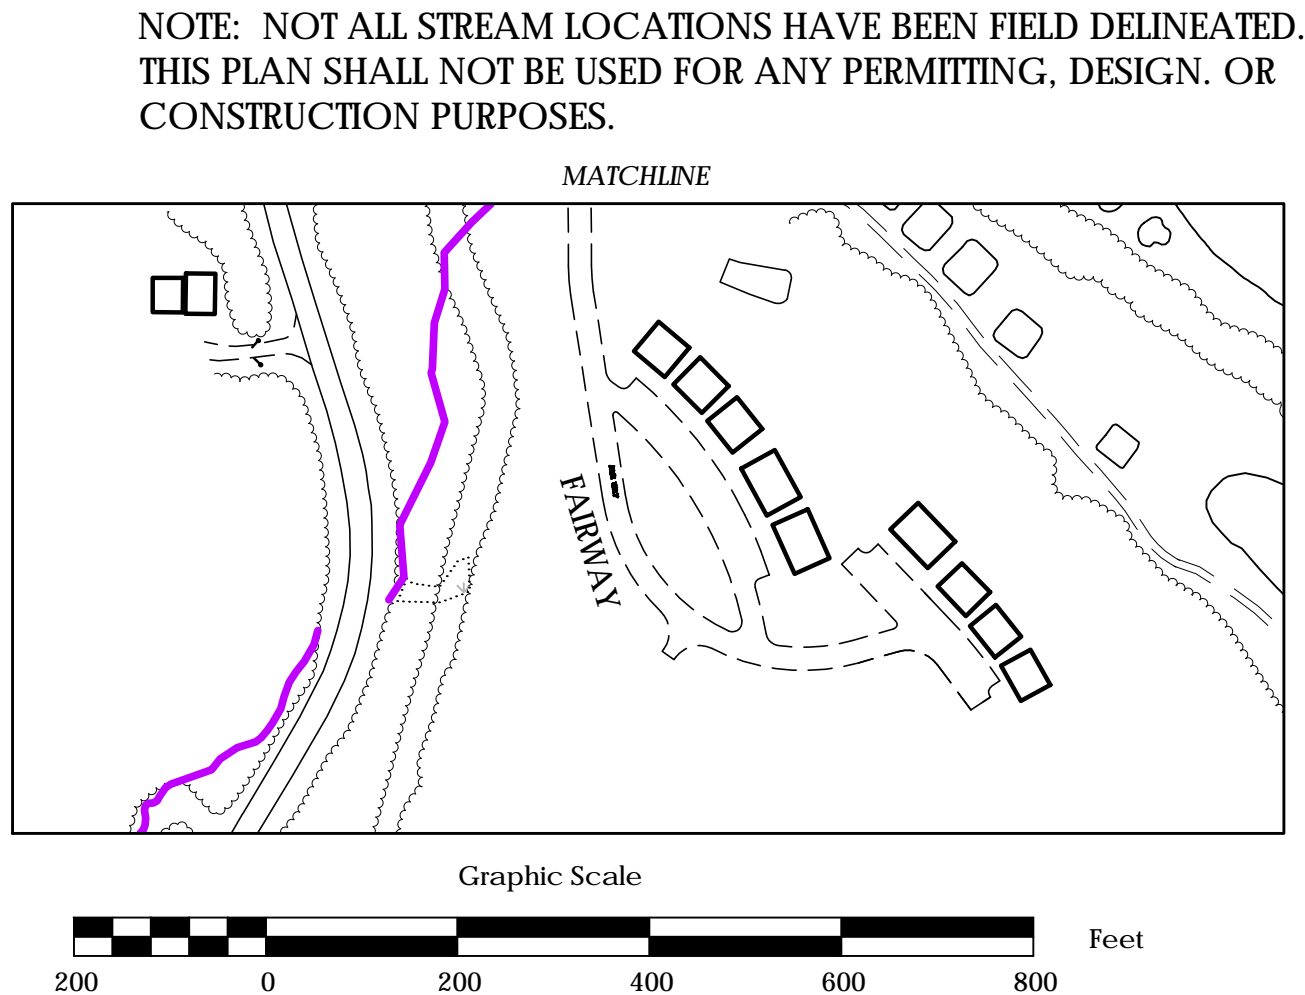 NOTE: NOT ALL STREAM LOCATIONS HAVE BEEN FIELD DELINEATED.
THIS PLAN SHALL NOT BE USED FOR ANY PERMITTING, DESIGN. OR
CONSTRUCTION PURPOSES.
MATCHLINE
FAIRWAY
Graphic Scale
Feet
200 0 200 400 600 800